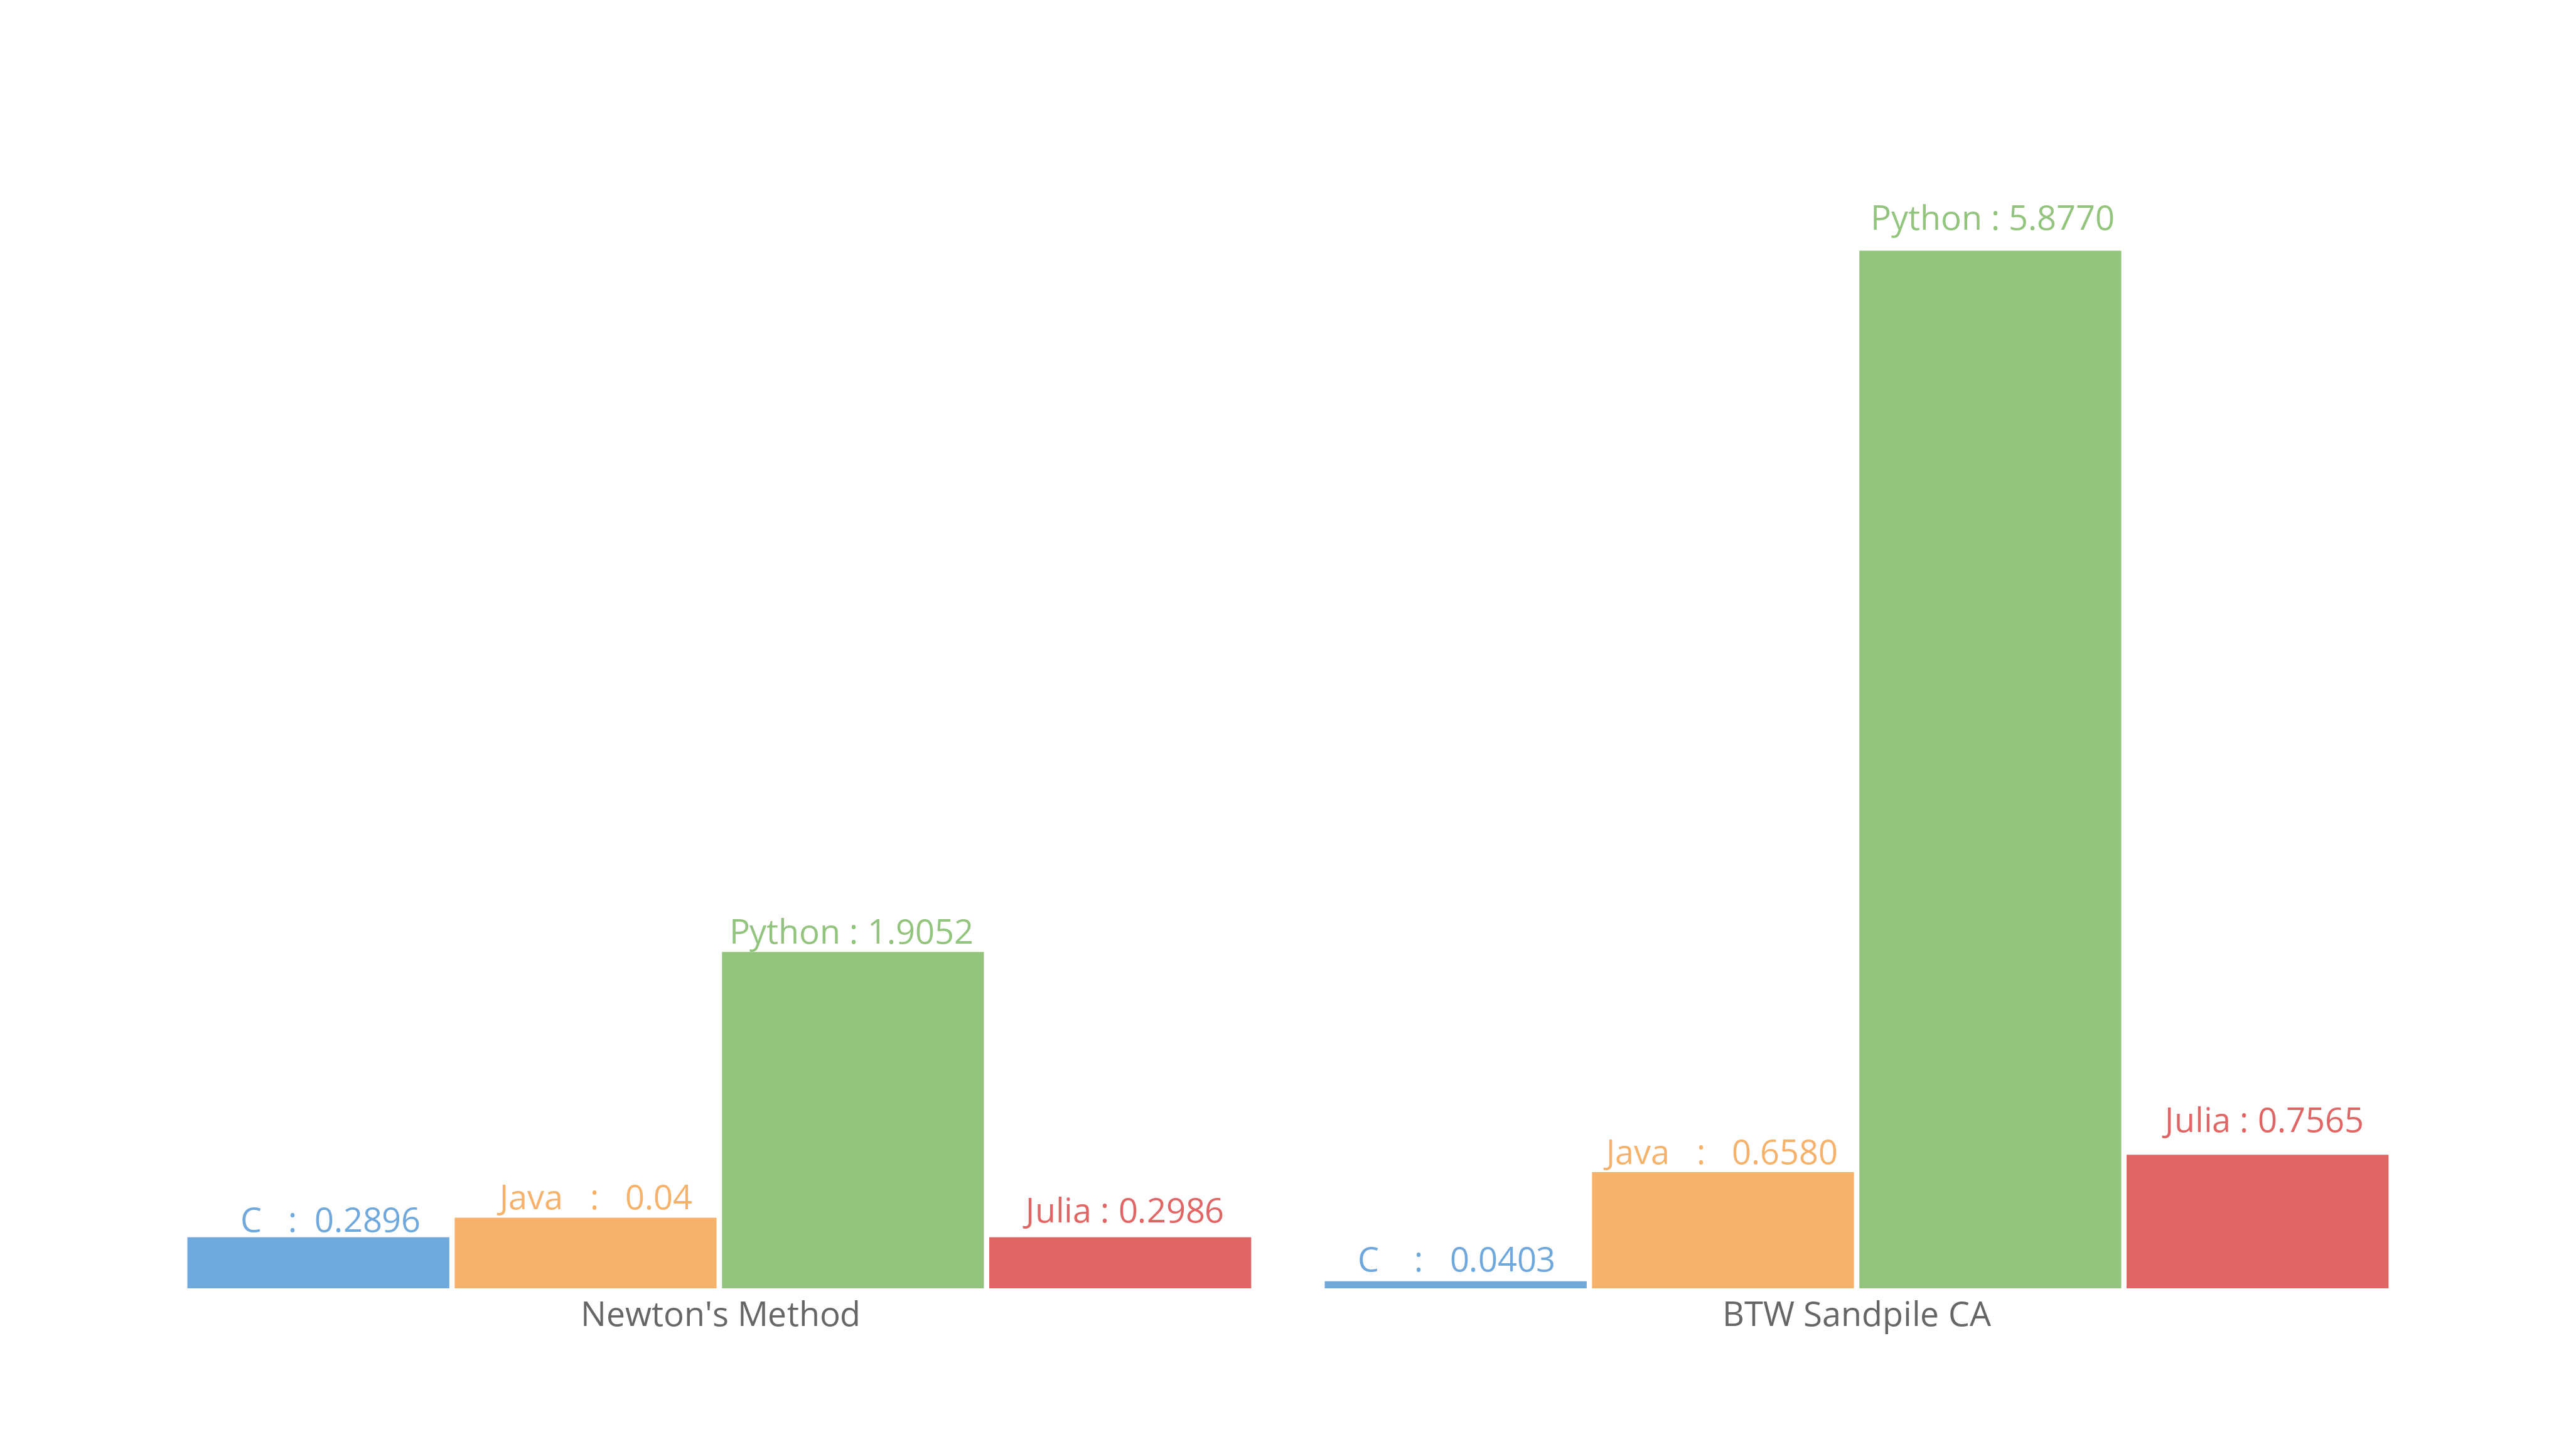 C : 0.2896
Java : 0.04
Python : 1.9052
Julia : 0.2986
Newton's Method
C : 0.0403
Java : 0.6580
Python : 5.8770
Julia : 0.7565
BTW Sandpile CA